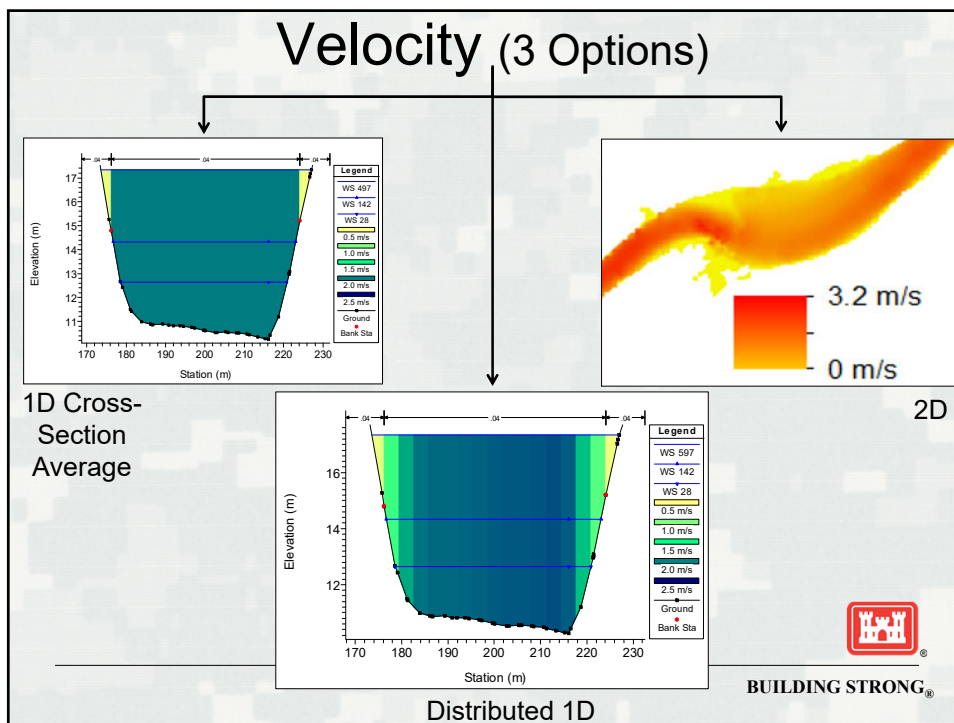 Velocity (3 Options)
.04 .04 .04
Legend
WS 497
WS 142
WS 28
0.5 m/s
1.0 m/s
1.5 m/s
2.0 m/s
2.5 m/s
Ground
Bank Sta
17
16
15
14
13
12
11
Elevation (m)
170 180 190 200 210 220 230
Station (m)
1D Cross-
Section
Average
3.2 m/s
0 m/s
2D
.04 .04 .04
Legend
WS 597
WS 142
WS 28
0.5 m/s
1.0 m/s
1.5 m/s
2.0 m/s
2.5 m/s
Ground
Bank Sta
16
14
12
Elevation (m)
170 180 190 200 210 220 230
Station (m)
Distributed 1D
®
BUILDING STRONG®